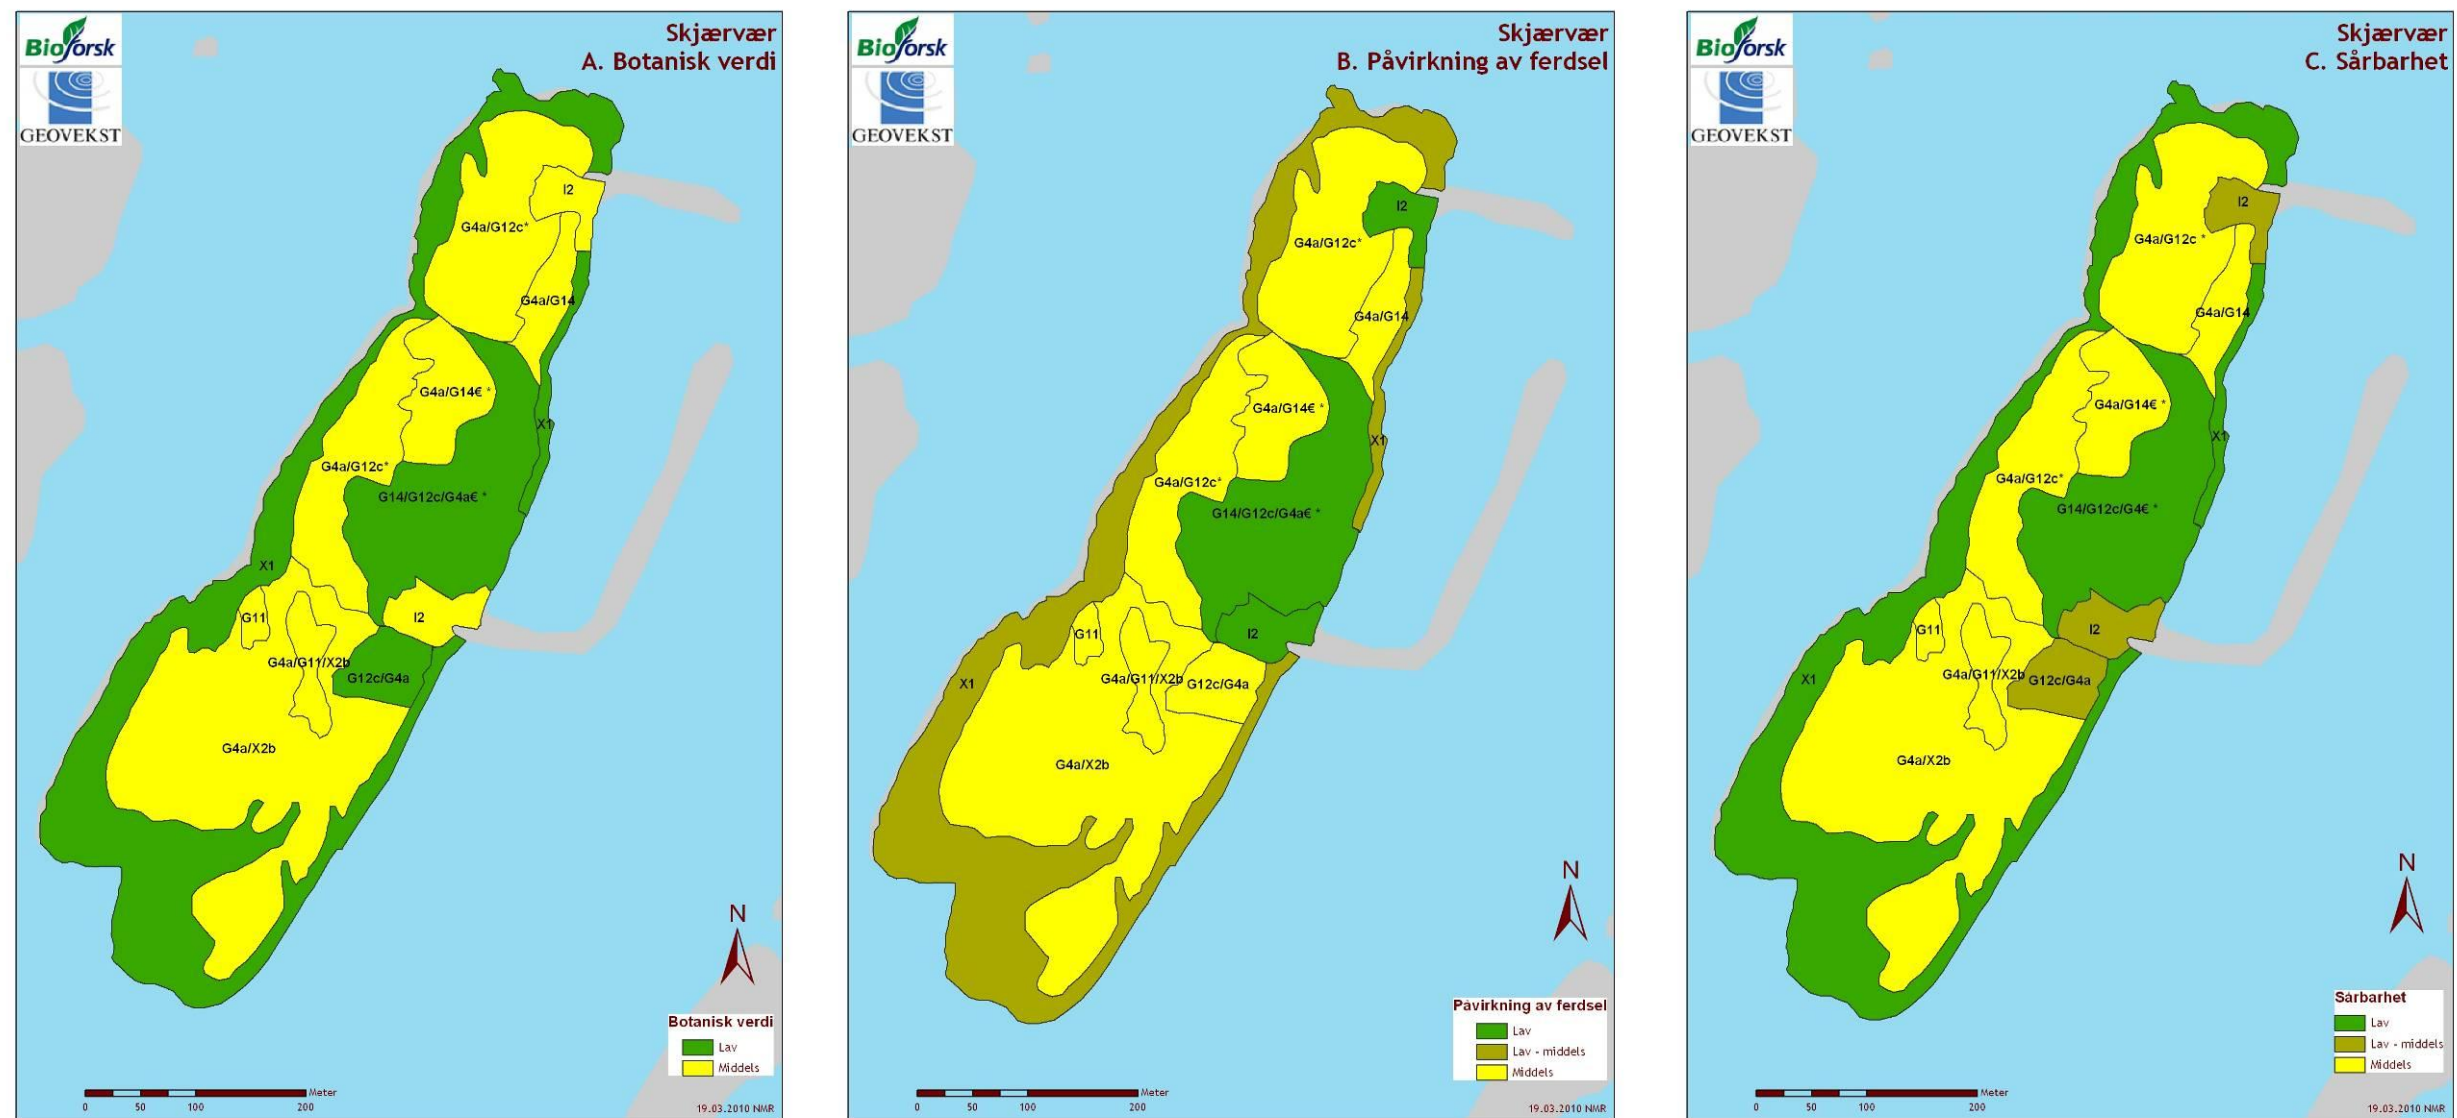 Bioforsk
GEOVEKST
Skjærvær
A. Botanisk verdi
I2
G4a/G12c*
G4a/G14
G4a/G14€ *
X1
G4a/G12c*
G14/G12c/G4a€ *
X1
G11
I2
G4a/G11/X2b
G12c/G4a
G4a/X2b
N
Botanisk verdi
Lav
Middels
Meter
0 50 100 200
19.03.2010 NMR
Bioforsk
GEOVEKST
Skjærvær
B. Påvirkning av ferdsel
I2
G4a/G12c*
G4a/G14
G4a/G14€ *
X1
G4a/G12c*
G14/G12c/G4a€ *
G11
I2
X1
G4a/G11/X2b
G12c/G4a
G4a/X2b
N
Påvirkning av ferdsel
Lav
Lav - middels
Middels
Meter
0 50 100 200
19.03.2010 NMR
Bioforsk
GEOVEKST
Skjærvær
C. Sårbarhet
I2
G4a/G12c *
G4a/G14
G4a/G14€ *
X1
G4a/G12c*
G14/G12c/G4€ *
G11
I2
X1
G4a/G11/X2b
G12c/G4a
G4a/X2b
N
Sårbarhet
Lav
Lav - middels
Middels
Meter
0 50 100 200
19.03.2010 NMR